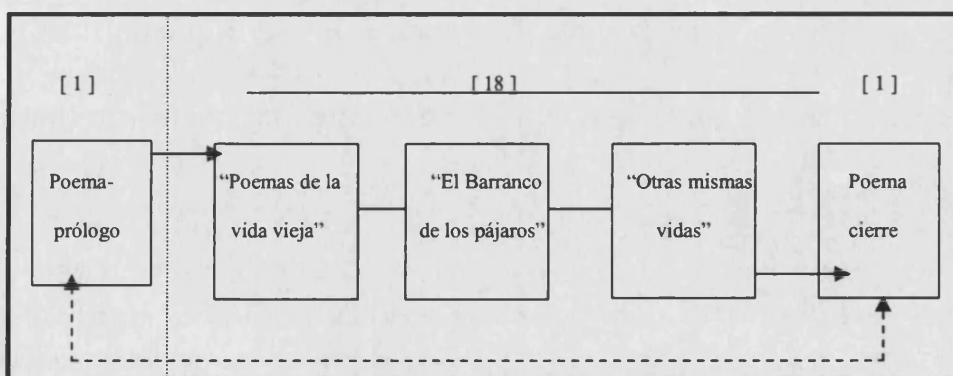 [ 1 ]
[ 18 ]
[ 1 ]
Poema-
prólogo
“Poemas de la
vida vieja”
“El Barranco
de los pájaros”
“Otras mismas
vidas”
Poema
cierre